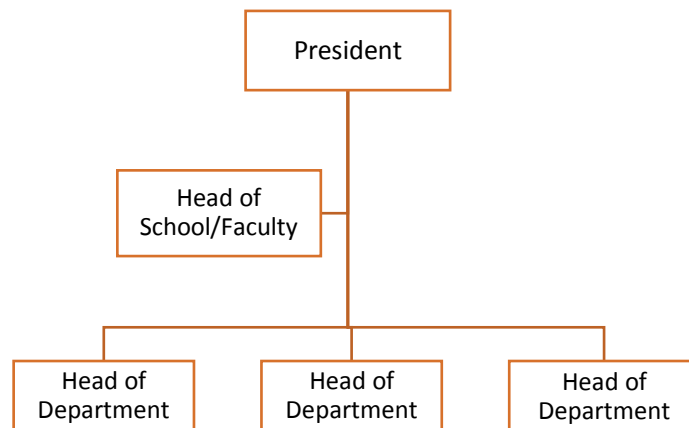 President
Head of
School/Faculty
Head of
Department
Head of
Department
Head of
Department